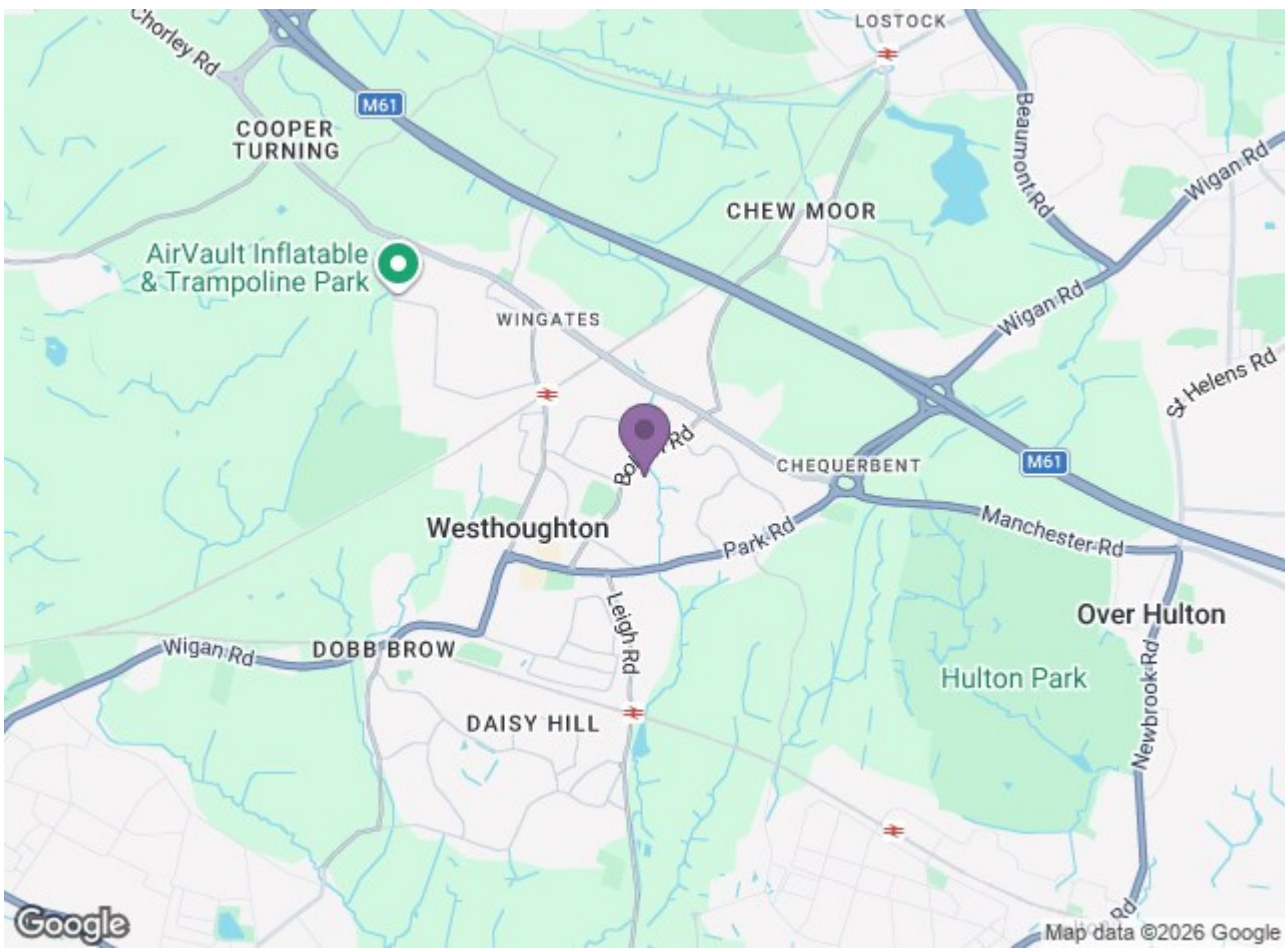 LOSTOCK
Chorley Rd
M61
COOPER
TURNING
Beaumont Rd
Wigan Rd
CHEW MOOR
AirVault Inflatable
& Trampoline Park
WINGATES
Wigan Rd
St Helens Rd
Rd
CHEQUERBENT
M61
Westhoughton
Park Rd
Manchester Rd
Leigh Rd
Over Hulton
Wigan Rd
DOBB BROW
Hulton Park
Newbrook Rd
DAISY HILL
Rd
Google
Map data ©2026 Google